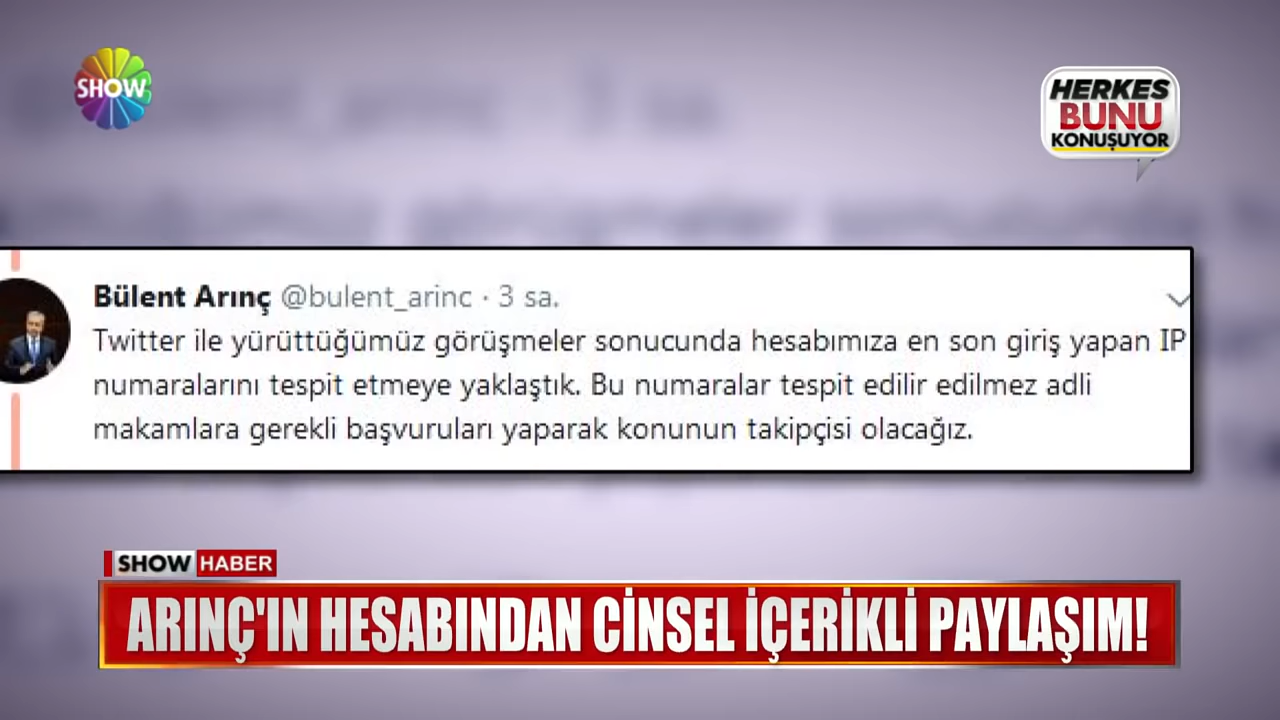 SHOW
HERKES
BUNU
KONUŞUYOR
Bülent Arınç @bulent_arinc · 3 sa.
Twitter ile yürüttüğümüz görüşmeler sonucunda hesabımıza en son giriş yapan IP
numaralarını tespit etmeye yaklaştık. Bu numaralar tespit edilir edilmez adli
makamlara gerekli başvuruları yaparak konunun takipçisi olacağız.
SHOW HABER
ARINÇ'IN HESABINDAN CİNSEL İÇERİKLİ PAYLAŞIM!